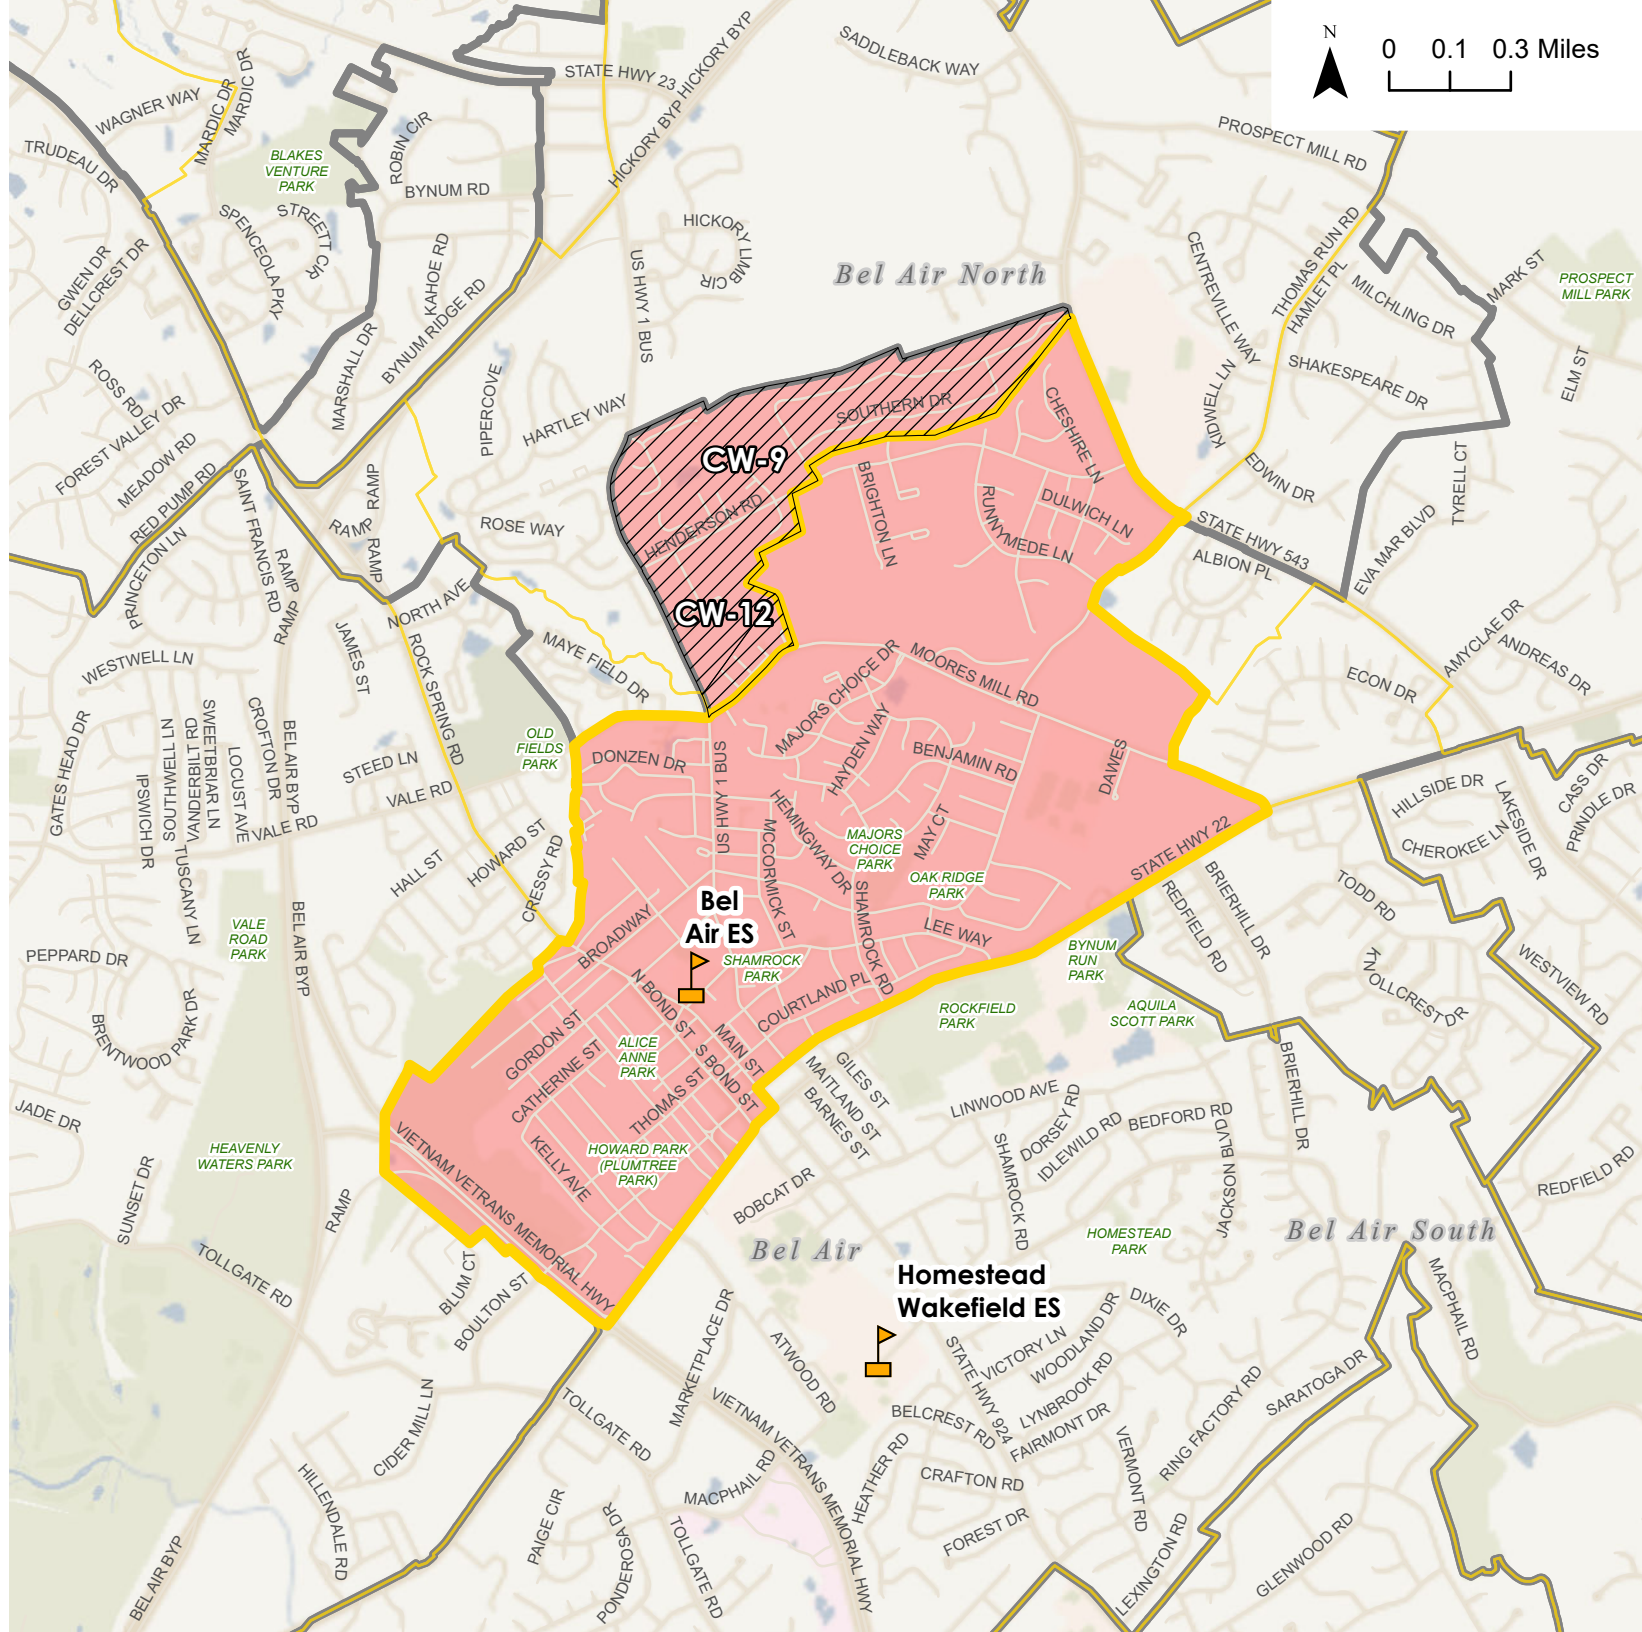 N
0 0.1 0.3 Miles
SADDLEBACK WAY
STATE HWY 23
HICKORY BYP
HICKORY BYP
WAGNER WAY
MARDIC DR
MARDIC DR
TRUDEAU DR
BLAKES
VENTURE
PARK
ROBIN CIR
BYNUM RD
PROSPECT MILL RD
SPENCEOLA PKY
STREETT CIR
KAHOE RD
US HWY 1 BUS
HICKORY LIMB
CIR
Bel Air North
CENTREVILLE WAY
THOMAS RUN RD
HAMLET PL
MARK ST
MILCHLING DR
PROSPECT
MILL PARK
GWEN DR
DELLCREST DR
BYNUM RIDGE RD
MARSHALL DR
ROSS RD
FOREST VALLEY DR
MEADOW RD
RED PUMP RD
PIPERCOVE
HARTLEY WAY
SOUTHERN DR
CHESHIRE LN
KIDWELL LN
SHAKESPEARE DR
ELM ST
CW-9
HENDERSON RD
BRIGHTON LN
RUNNYMEDE LN
DULWICH LN
EDWIN DR
TYRELL CT
SAINT FRANCIS RD
RAMP
RAMP
RAMP
ROSE WAY
STATE HWY 543
ALBION PL
EVA MAR BLVD
PRINCETON LN
RAMP
RAMP
NORTH AVE
CW-12
MAYE FIELD DR
JAMES ST
ROCK SPRING RD
WESTWELL LN
MAJORS CHOICE DR
MOORES MILL RD
AMYCLAE DR
ANDREAS DR
ECON DR
GATES HEAD DR
SWEETBRIAR LN
VANDERBILT RD
SOUTHWELL LN
CROFTON DR
LOCUST AVE
IPSWICH DR
BEL AIR BYP
OLD
FIELDS
PARK
STEED LN
VALE RD
VALE RD
DONZEN DR
US HWY 1 BUS
HAYDEN WAY
BENJAMIN RD
DAWES
HILLSIDE DR
CASS DR
PRINDLE DR
LAKESIDE DR
CHEROKEE LN
TUSCANY LN
HALL ST
HOWARD ST
CRESSY RD
MCCORMICK ST
HEMINGWAY DR
MAJORS
CHOICE
PARK
MAY CT
OAK RIDGE
PARK
STATE HWY 22
REDFIELD RD
BRIERHILL DR
TODD RD
Bel
Air ES
VALE
ROAD
PARK
BEL AIR BYP
BROADWAY
SHAMROCK
PARK
SHAMROCK RD
LEE WAY
BYNUM
RUN
PARK
PEPPARD DR
BRENTWOOD PARK DR
N BOND ST
COURTLAND PL
ROCKFIELD
PARK
AQUILA
SCOTT PARK
KNOLLCREST DR
WESTVIEW RD
GORDON ST
ALICE
ANNE
PARK
MAIN ST
S BOND ST
CATHERINE ST
THOMAS ST
GILES ST
MAITLAND ST
BARNES ST
LINWOOD AVE
DORSEY RD
IDLEWILD RD
BEDFORD RD
BRIERHILL DR
JADE DR
HEAVENLY
WATERS PARK
VIETNAM VETRANS MEMORIAL HWY
KELLY AVE
HOWARD PARK
(PLUMTREE
PARK)
SHAMROCK RD
JACKSON BLVD
REDFIELD RD
SUNSET DR
RAMP
BOBCAT DR
Bel Air
HOMESTEAD
PARK
Bel Air South
TOLLGATE RD
BLUM CT
BOULTON ST
Homestead
Wakefield ES
MARKETPLACE DR
ATWOOD RD
DIXIE DR
MACPHAIL RD
STATE HWY 924
VICTORY LN
WOODLAND DR
LYNBROOK RD
FAIRMONT DR
SARATOGA DR
RING FACTORY RD
CIDER MILL LN
TOLLGATE RD
VIETNAM VETRANS MEMORIAL HWY
BELCREST RD
HEATHER RD
CRAFTON RD
VERMONT RD
HILLENDALE RD
MACPHAIL RD
PAIGE CIR
PONDEROSA DR
TOLLGATE RD
FOREST DR
LEXINGTON RD
GLENWOOD RD
BEL AIR BYP